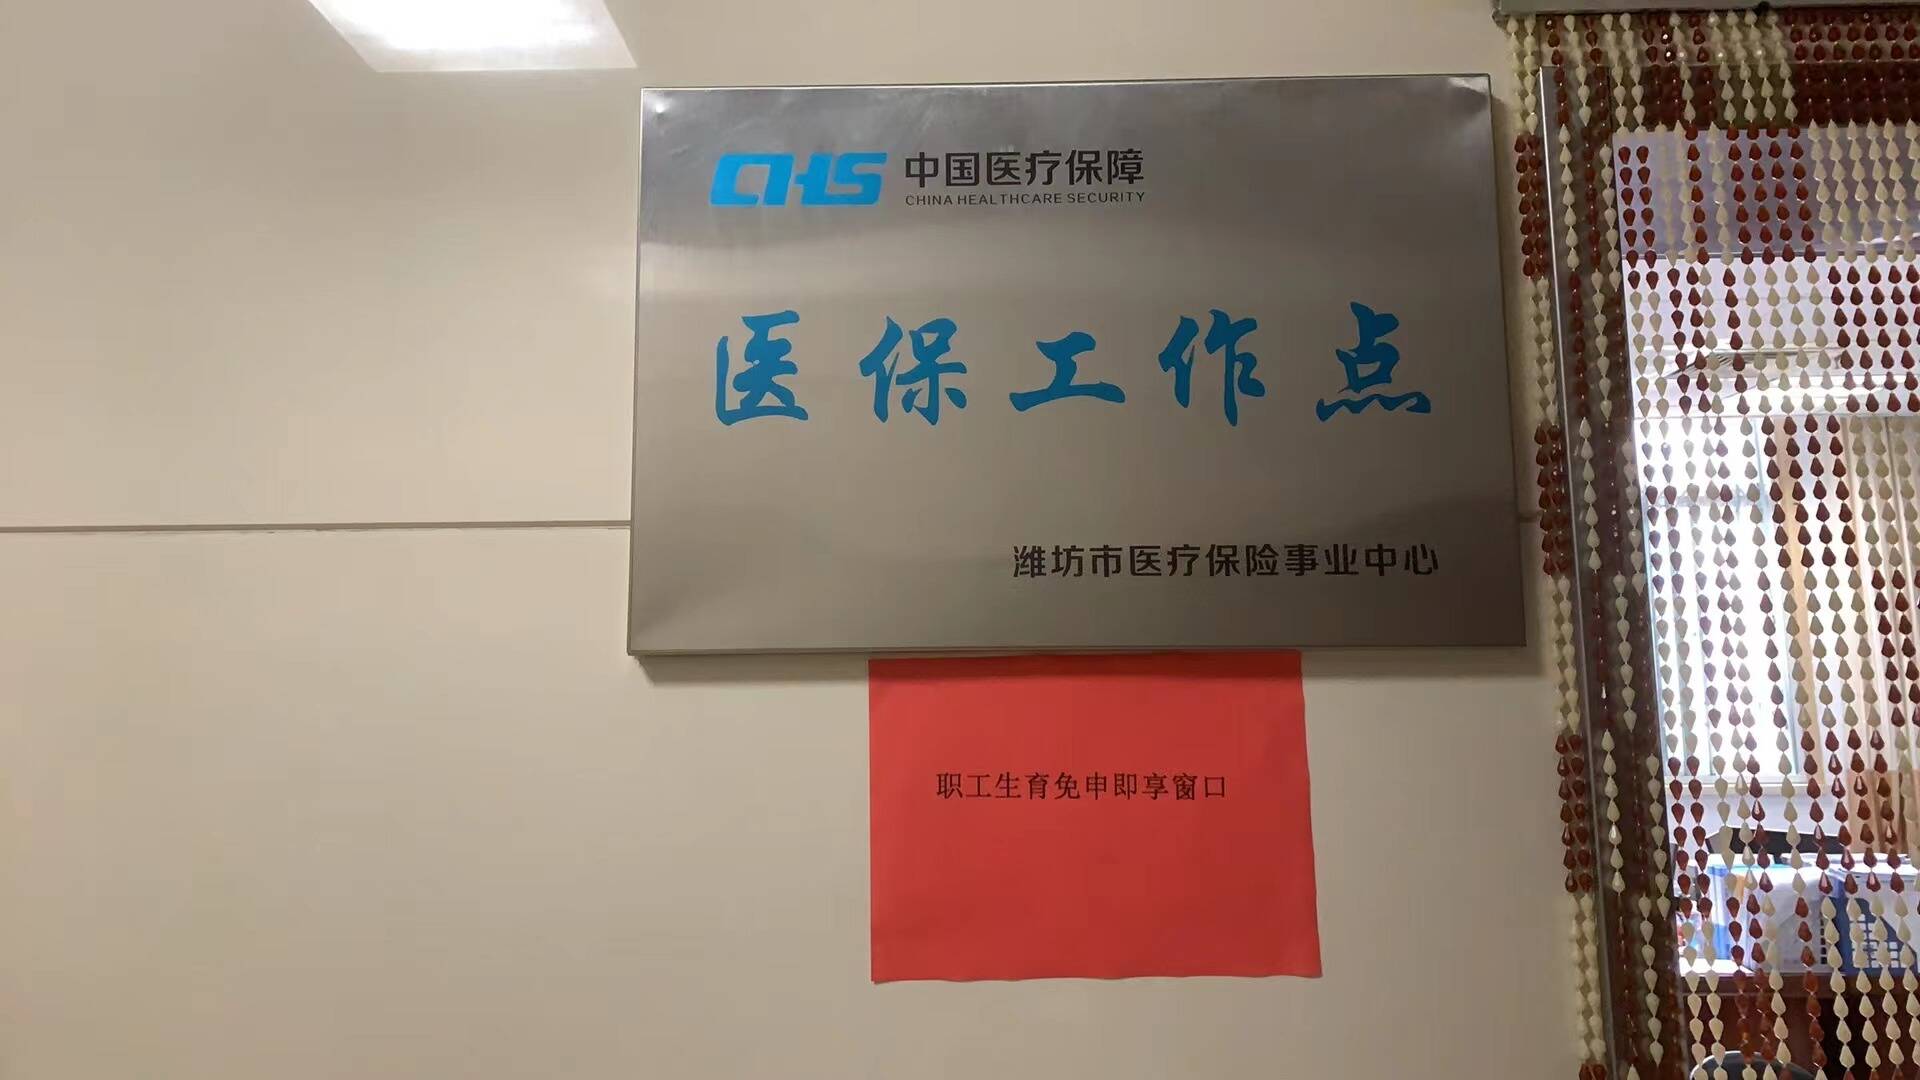 CHS 中国医疗保障
CHINA HEALTHCARE SECURITY
医保工作点
潍坊市医疗保险事业中心
职工生育免申即享窗口